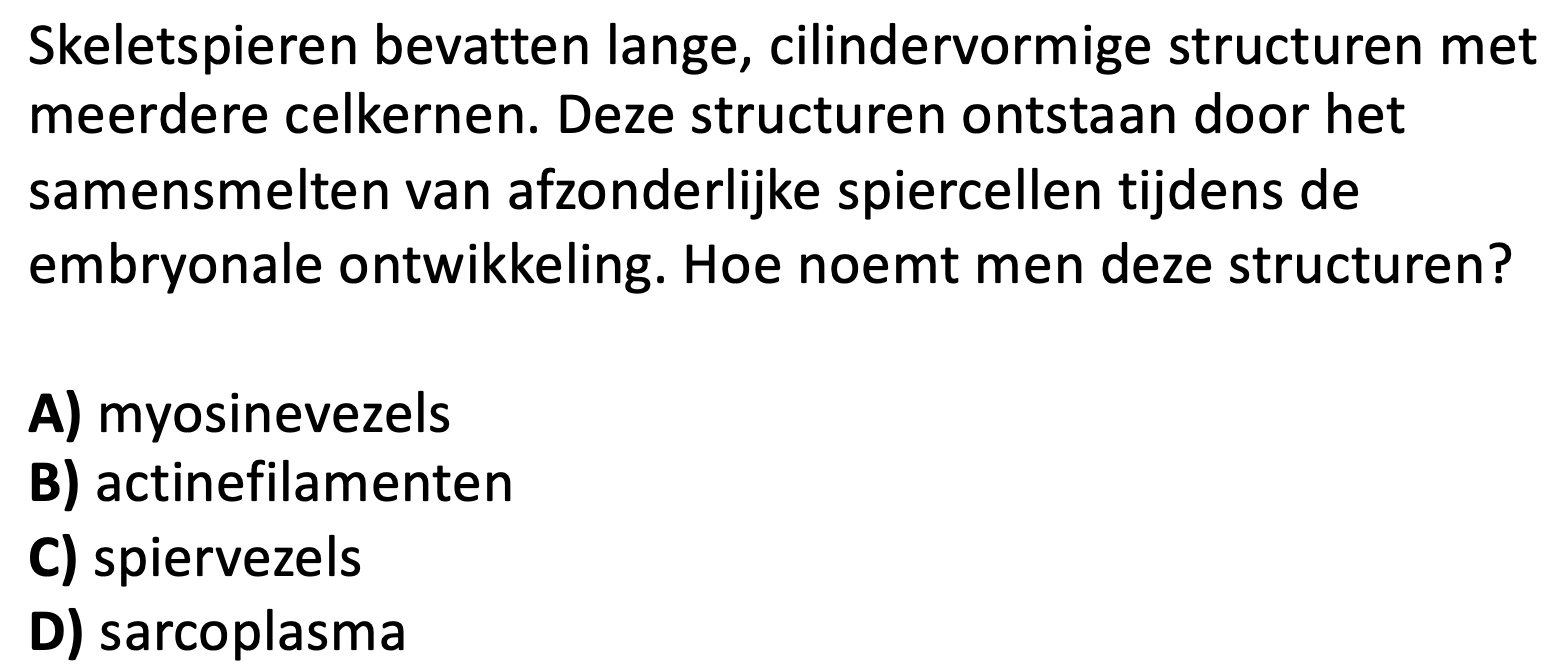 Skeletspieren bevatten lange, cilindervormige structuren met
meerdere celkernen. Deze structuren ontstaan door het
samensmelten van afzonderlijke spiercellen tijdens de
embryonale ontwikkeling. Hoe noemt men deze structuren?
A) myosinevezels
B) actinefilamenten
C) spiervezels
D) sarcoplasma